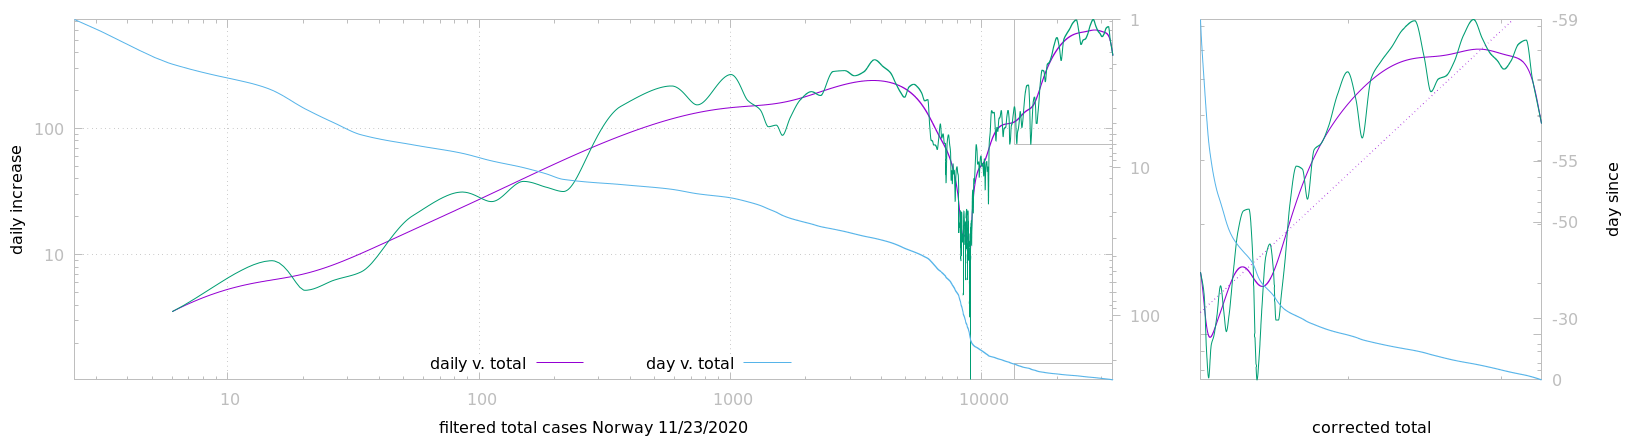 daily increase
100
10
10
100
1000
10000
1
10
100
daily v. total
day v. total
filtered total cases Norway 11/23/2020
-59
-55
-50
-30
0
day since
corrected total